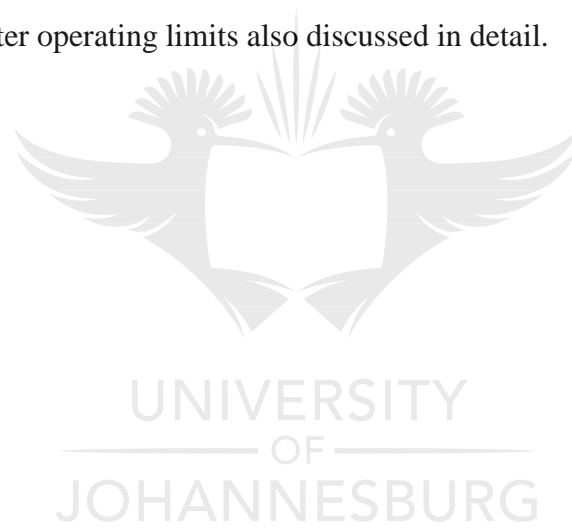 ter operating limits also discussed in detail.
UNIVERSITY
OF
JOHANNESBURG